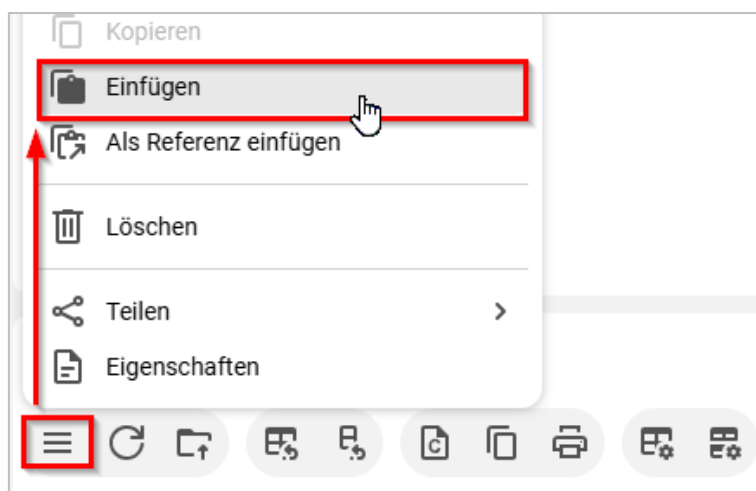 Kopieren
Einfügen
Als Referenz einfügen
Löschen
Teilen
Eigenschaften